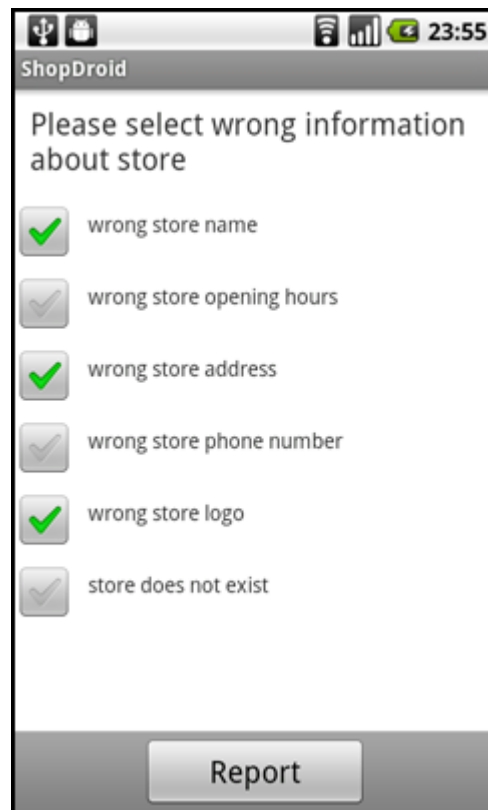 23:55
ShopDroid
Please select wrong information
about store
wrong store name
wrong store opening hours
wrong store address
wrong store phone number
wrong store logo
store does not exist
Report